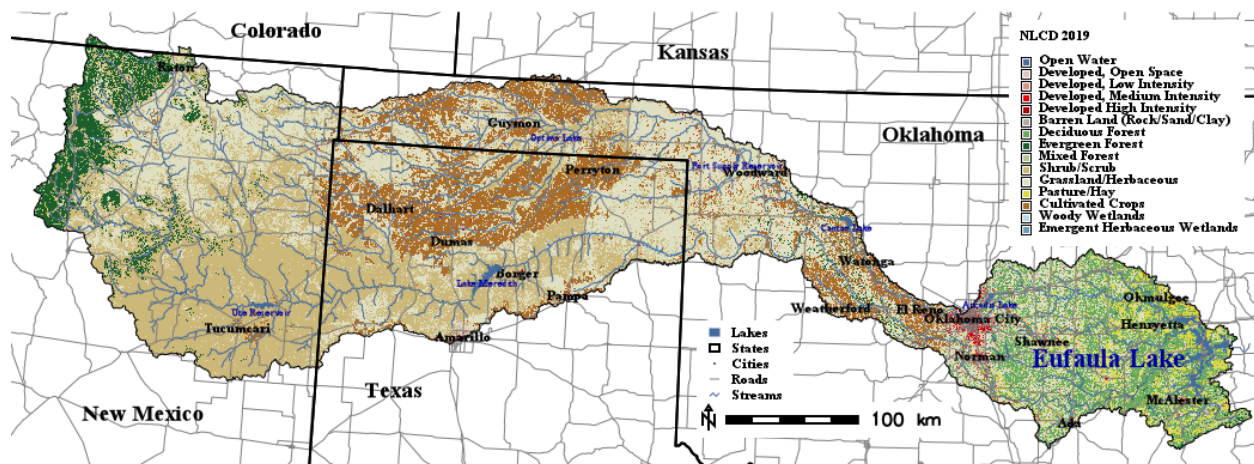 Colorado
Kansas
NLCD 2019
Open Water
Developed, Open Space
Developed, Low Intensity
Developed, Medium Intensity
Developed High Intensity
Barren Land (Rock/Sand/Clay)
Deciduous Forest
Evergreen Forest
Mixed Forest
Shrub/Scrub
Grassland/Herbaceous
Pasture/Hay
Cultivated Crops
Woody Wetlands
Emergent Herbaceous Wetlands
Raton
Guymon
Optima Lake
Oklahoma
Perryton
Fort Supply Reservoir
Woodward
Dalhart
Dumas
Canton Lake
Watonga
Borger
Lake Meredith
Pampa
Ute Reservoir
Tucumcari
Amarillo
Weatherford
El Reno
Arcadia Lake
Oklahoma City
Okmulgee
Henryetta
Shawnee
Norman
Eufaula Lake
McAlester
Ada
Lakes
States
Cities
Roads
Streams
Texas
New Mexico
N
100 km